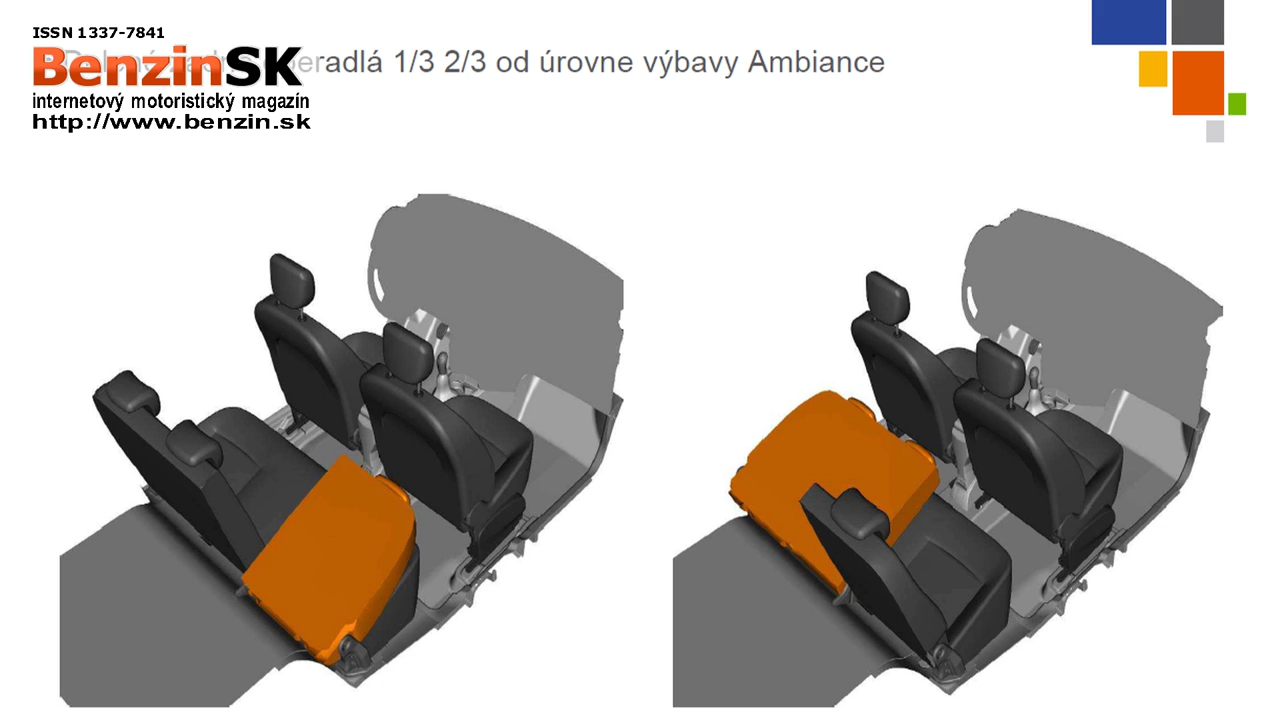 ISSN 1337-7841
BenzinSK
internetový motoristický magazín
http://www.benzin.sk
operadlá 1/3 2/3 od úrovne výbavy Ambiance